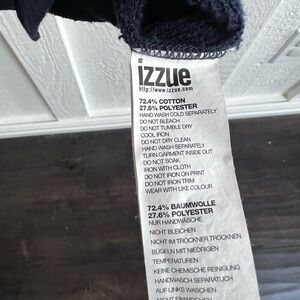 izzue
http://www.izzue.com
72.4% COTTON
27.6% POLYESTER
HAND WASH COLD SEPARATELY
DO NOT BLEACH
DO NOT TUMBLE DRY
COOL IRON
DO NOT DRY CLEAN
HAND WASH SEPARATELY
TURN GARMENT INSIDE OUT
DO NOT SOAK
IRON WITH CLOTH
DO NOT IRON ON PRINT
DO NOT IRON TRIM
WEAR WITH LIKE COLOUR
72.4% BAUMWOLLE
27.6% POLYESTER
NUR HANDWÄSCHE
NICHT BLEICHEN
NICHT IM TROCKNER TROCKNEN
BÜGELN MIT NIEDRIGEN
TEMPERATUR
KEINE CHEMISCHE REINIGUNG
HANDWASCH SEPARATLICH
AUF LINKS WASCHEN